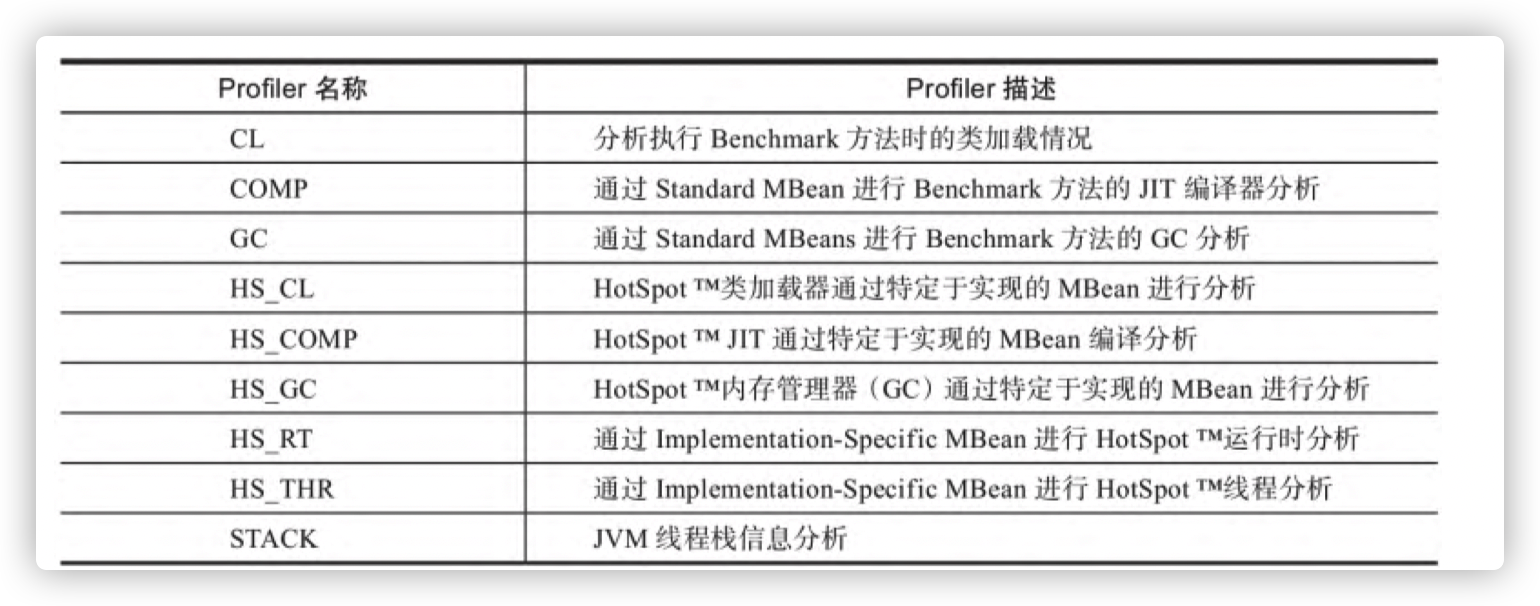 Profiler 名称 Profiler 描述
CL 分析执行 Benchmark 方法时的类加载情况
COMP 通过 Standard MBean 进行 Benchmark 方法的 JIT 编译器分析
GC 通过 Standard MBeans 进行 Benchmark 方法的 GC 分析
HS_CL HotSpot ™类加载器通过特定于实现的 MBean 进行分析
HS_COMP HotSpot ™ JIT 通过特定于实现的 MBean 编译分析
HS_GC HotSpot ™内存管理器（GC）通过特定于实现的 MBean 进行分析
HS_RT 通过 Implementation-Specific MBean 进行 HotSpot ™运行时分析
HS_THR 通过 Implementation-Specific MBean 进行 HotSpot ™线程分析
STACK JVM 线程栈信息分析